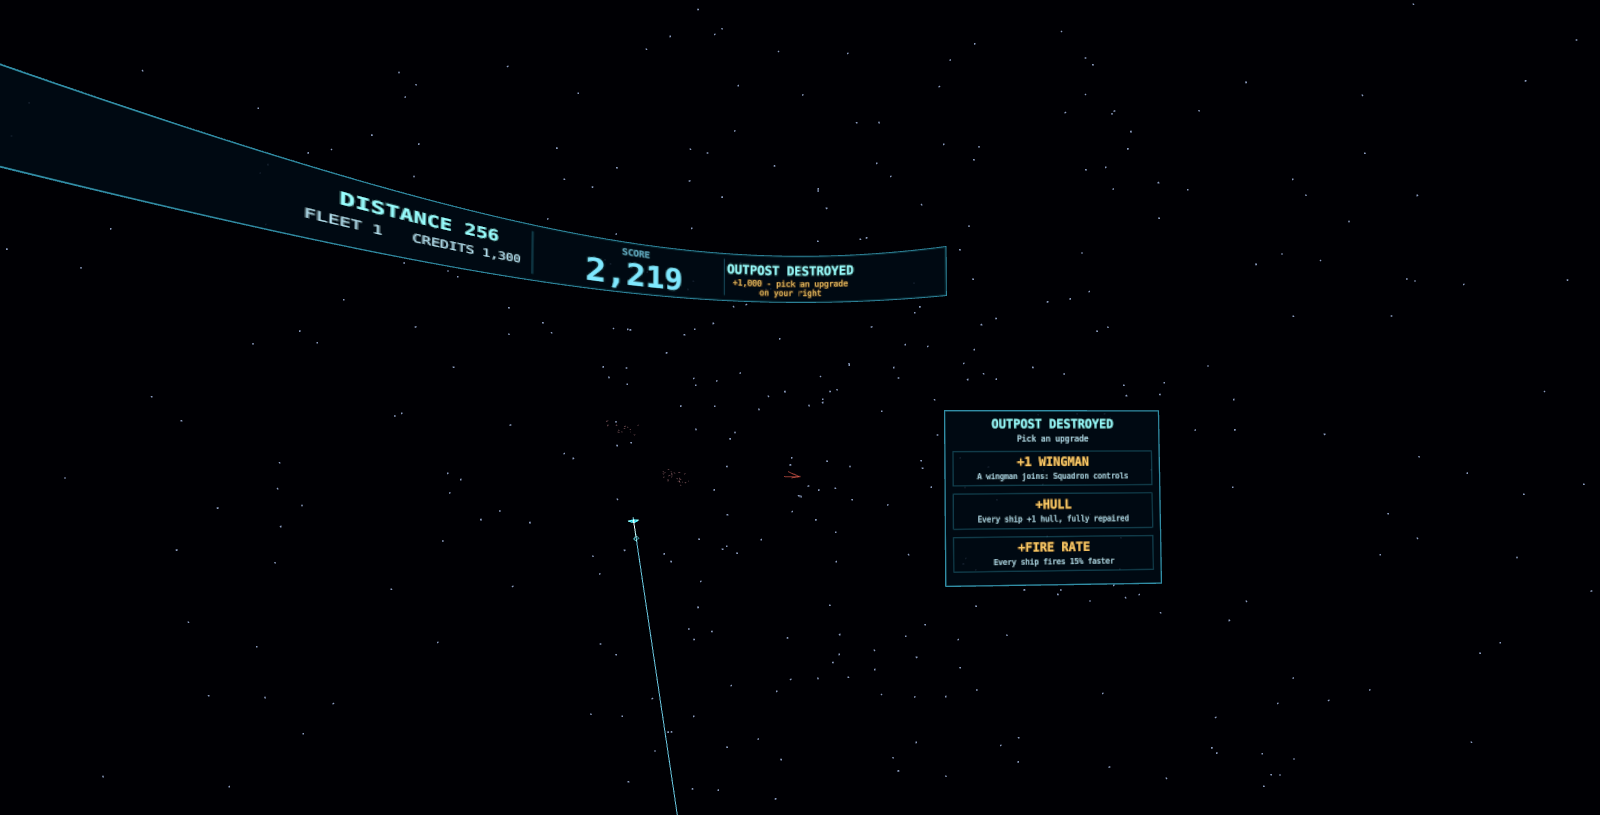 DISTANCE 256
FLEET 1 CREDITS 1,300
SCORE
2,219
OUTPOST DESTROYED
+1,000 - pick an upgrade
on your right
OUTPOST DESTROYED
Pick an upgrade
+1 WINGMAN
A wingman joins: Squadron controls
+HULL
Every ship +1 hull, fully repaired
+FIRE RATE
Every ship fires 15% faster